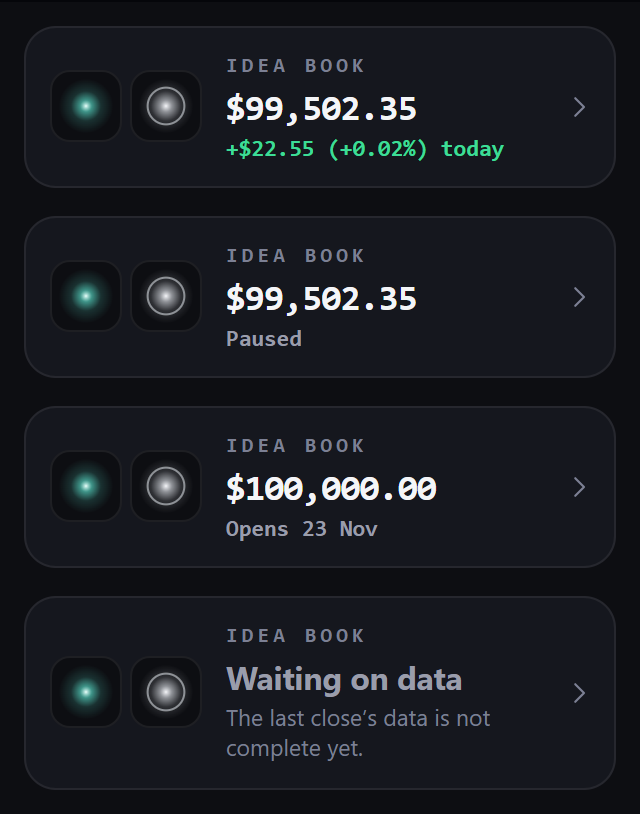 IDEA BOOK
$99,502.35
+$22.55 (+0.02%) today
IDEA BOOK
$99,502.35
Paused
IDEA BOOK
$100,000.00
Opens 23 Nov
IDEA BOOK
Waiting on data
The last close’s data is not
complete yet.